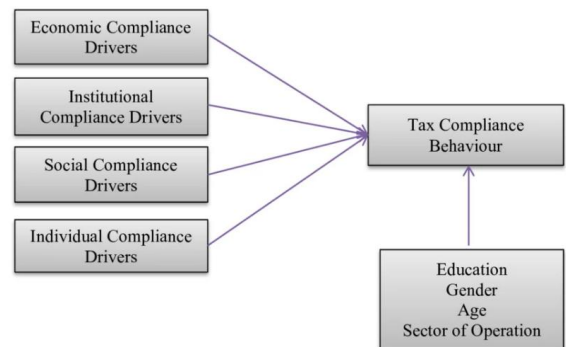 Economic Compliance
Drivers
Institutional
Compliance Drivers
Social Compliance
Drivers
Individual Compliance
Drivers
Tax Compliance
Behaviour
Education
Gender
Age
Sector of Operation